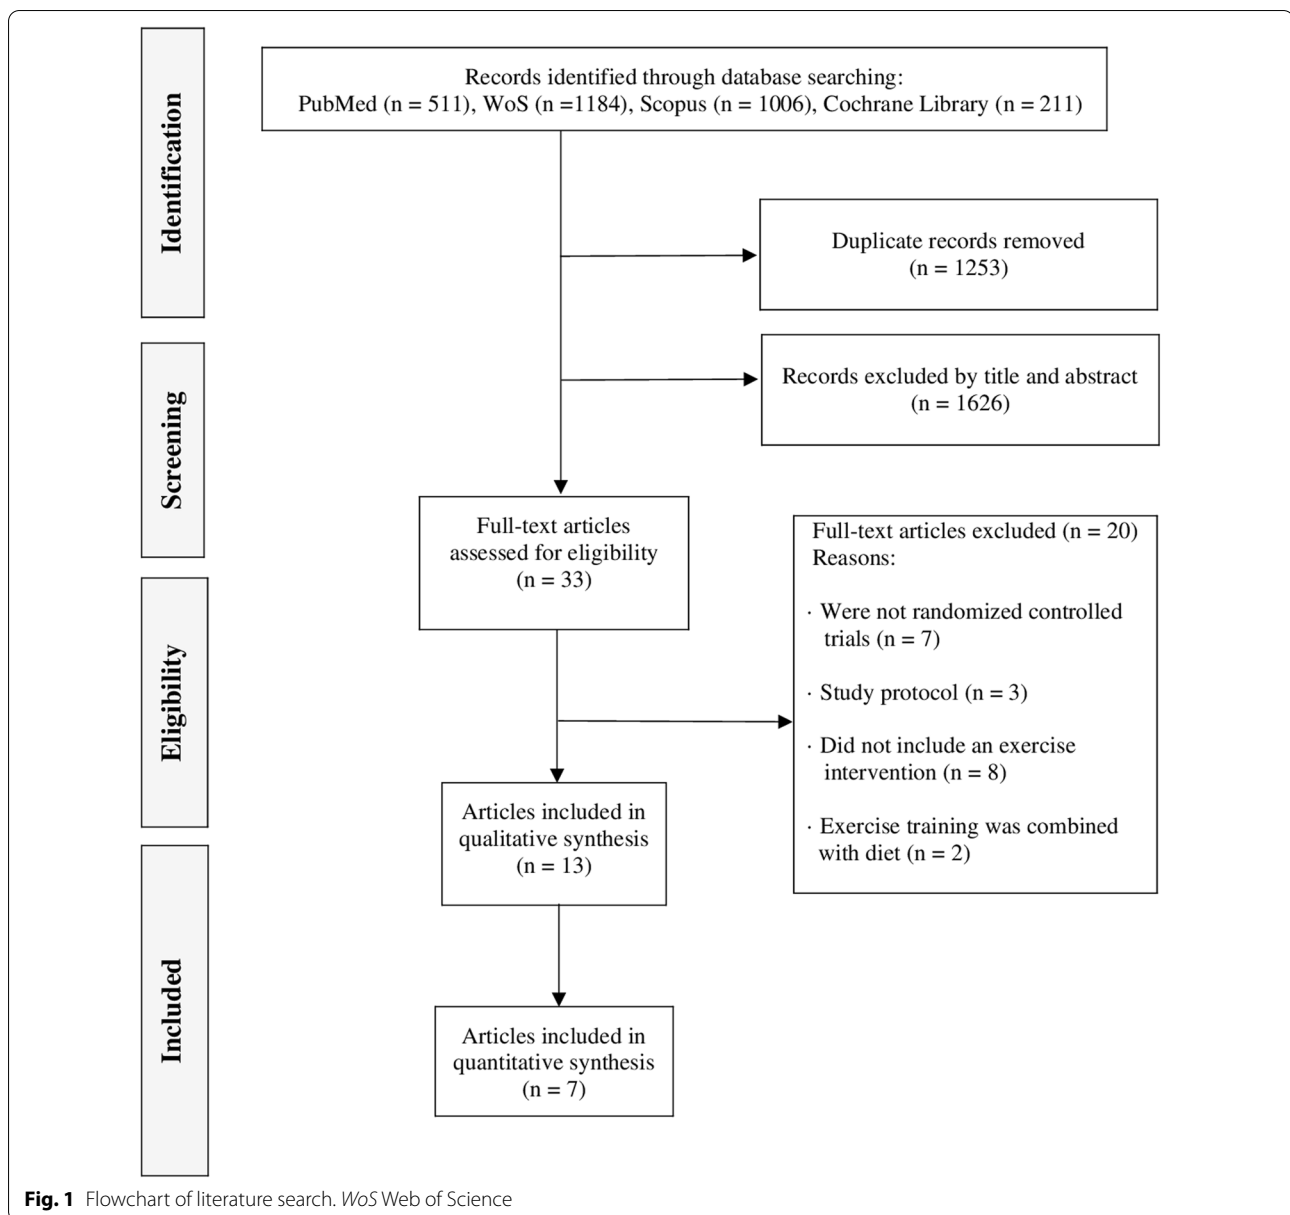 Identification
Records identified through database searching:
PubMed (n = 511), WoS (n =1184), Scopus (n = 1006), Cochrane Library (n = 211)
Duplicate records removed
(n = 1253)
Screening
Records excluded by title and abstract
(n = 1626)
Full-text articles
assessed for eligibility
(n = 33)
Eligibility
Full-text articles excluded (n = 20)
Reasons:
· Were not randomized controlled
trials (n = 7)
· Study protocol (n = 3)
· Did not include an exercise
intervention (n = 8)
· Exercise training was combined
with diet (n = 2)
Articles included in
qualitative synthesis
(n = 13)
Included
Articles included in
quantitative synthesis
(n = 7)
Fig. 1 Flowchart of literature search. WoS Web of Science